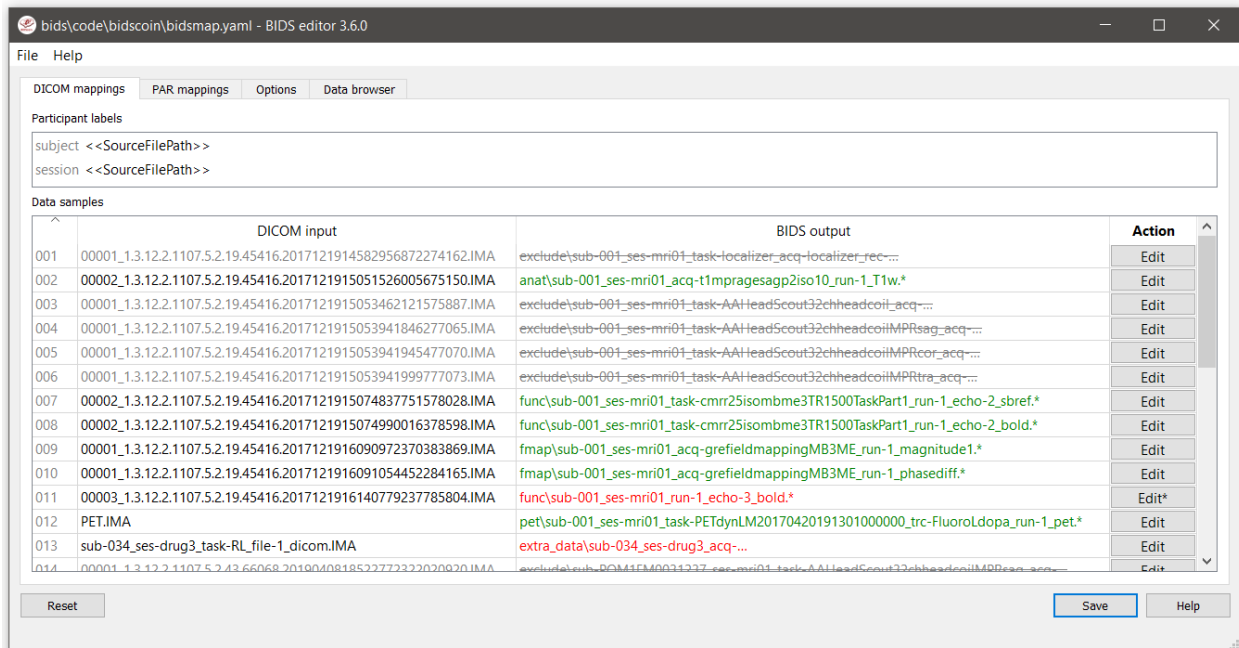 bids\code\bidscoin\bidsmap.yaml - BIDS editor 3.6.0
File Help
DICOM mappings PAR mappings Options Data browser
Participant labels
subject <<SourceFilePath>>
session <<SourceFilePath>>
Data samples
DICOM input BIDS output Action
001 00001_1.3.12.2.1107.5.2.19.45416.2017121914582956872274162.IMA exclude\sub-001_ses-mri01_task-localizer_acq-localizer_rec-... Edit
002 00002_1.3.12.2.1107.5.2.19.45416.2017121915051526005675150.IMA anat\sub-001_ses-mri01_acq-t1mpragesagp2iso10_run-1_T1w.* Edit
003 00001_1.3.12.2.1107.5.2.19.45416.2017121915053462121575887.IMA exclude\sub-001_ses-mri01_task-AAHeadScout32chheadcoil_acq-... Edit
004 00001_1.3.12.2.1107.5.2.19.45416.2017121915053941846277065.IMA exclude\sub-001_ses-mri01_task-AAHeadScout32chheadcoilMPRsag_acq-... Edit
005 00001_1.3.12.2.1107.5.2.19.45416.2017121915053941945477070.IMA exclude\sub-001_ses-mri01_task-AAHeadScout32chheadcoilMPRcor_acq-... Edit
006 00001_1.3.12.2.1107.5.2.19.45416.2017121915053941999777073.IMA exclude\sub-001_ses-mri01_task-AAHeadScout32chheadcoilMPRtra_acq-... Edit
007 00002_1.3.12.2.1107.5.2.19.45416.2017121915074837751578028.IMA func\sub-001_ses-mri01_task-cmrr25isombme3TR1500TaskPart1_run-1_echo-2_sbref.* Edit
008 00002_1.3.12.2.1107.5.2.19.45416.2017121915074990016378598.IMA func\sub-001_ses-mri01_task-cmrr25isombme3TR1500TaskPart1_run-1_echo-2_bold.* Edit
009 00001_1.3.12.2.1107.5.2.19.45416.2017121916090972370383869.IMA fmap\sub-001_ses-mri01_acq-grefieldmappingMB3ME_run-1_magnitude1.* Edit
010 00001_1.3.12.2.1107.5.2.19.45416.2017121916091054452284165.IMA fmap\sub-001_ses-mri01_acq-grefieldmappingMB3ME_run-1_phasediff.* Edit
011 00003_1.3.12.2.1107.5.2.19.45416.2017121916140779237785804.IMA func\sub-001_ses-mri01_run-1_echo-3_bold.* Edit*
012 PET.IMA pet\sub-001_ses-mri01_task-PETdynLM20170420191301000000_trc-FluoroLdopa_run-1_pet.* Edit
013 sub-034_ses-drug3_task-RL_file-1_dicom.IMA extra_data\sub-034_ses-drug3_acq-... Edit
014 Edit
Reset Save Help